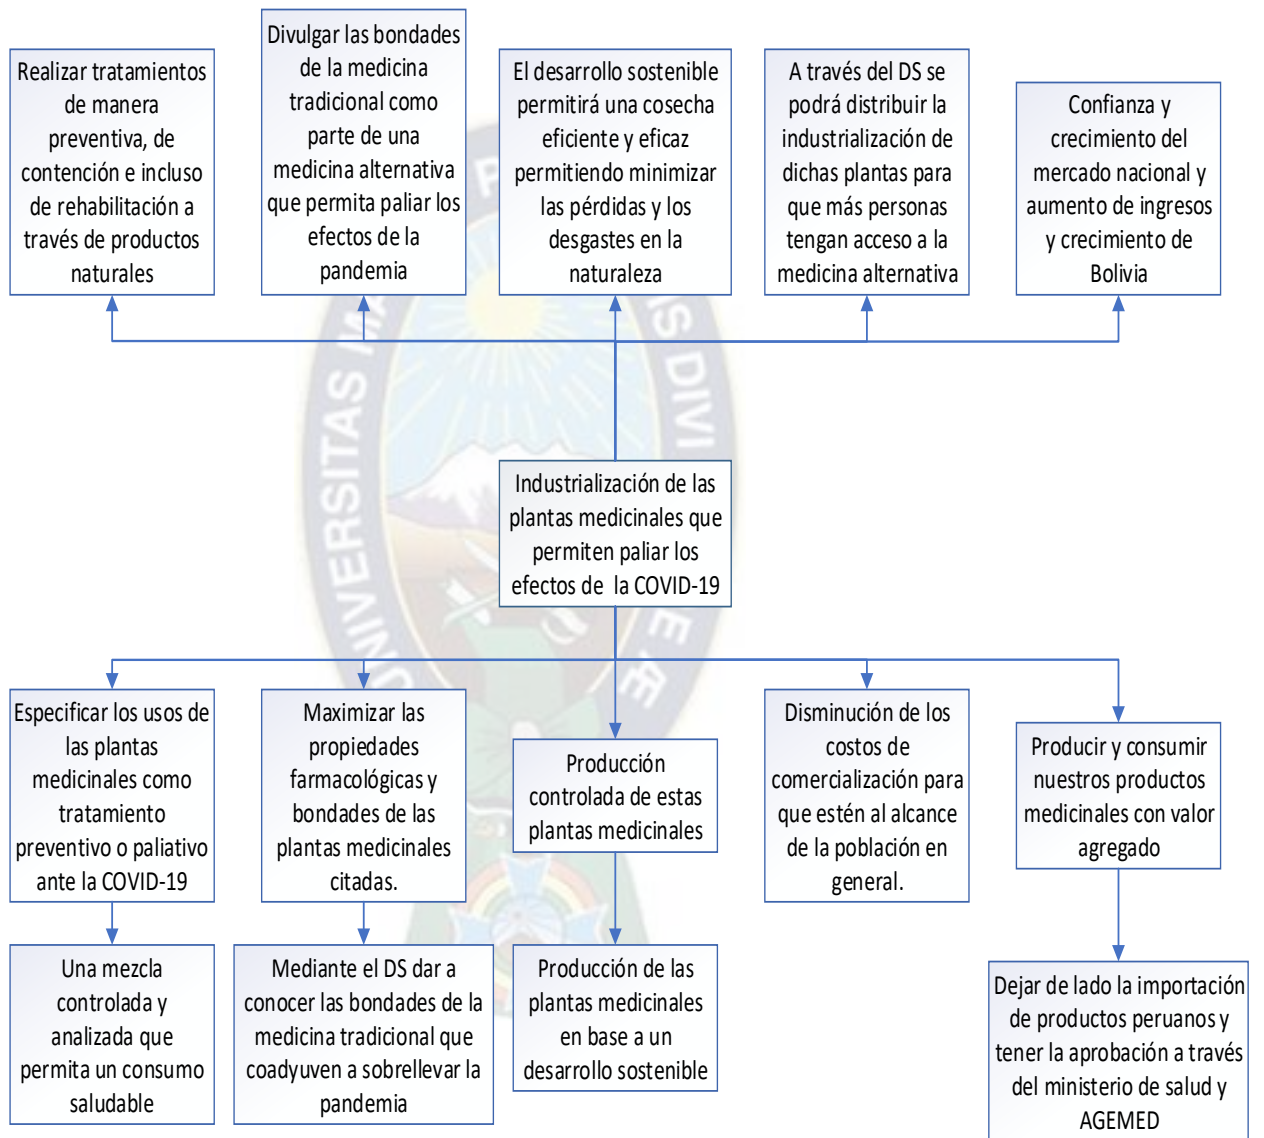 Realizar tratamientos
de manera
preventiva, de
contención e incluso
de rehabilitación a
través de productos
naturales
Divulgar las bondades
de la medicina
tradicional como
parte de una
medicina alternativa
que permita paliar los
efectos de la
pandemia
El desarrollo sostenible
permitirá una cosecha
eficiente y eficaz
permitiendo minimizar
las pérdidas y los
desgastes en la
naturaleza
A través del DS se
podrá distribuir la
industrialización de
dichas plantas para
que más personas
tengan acceso a la
medicina alternativa
Confianza y
crecimiento del
mercado nacional y
aumento de ingresos
y crecimiento de
Bolivia
Industrialización de las
plantas medicinales que
permiten paliar los
efectos de la COVID-19
Especificar los usos de
las plantas
medicinales como
tratamiento
preventivo o paliativo
ante la COVID-19
Maximizar las
propiedades
farmacológicas y
bondades de las
plantas medicinales
citadas.
Producción
controlada de estas
plantas medicinales
Disminución de los
costos de
comercialización para
que estén al alcance
de la población en
general.
Producir y consumir
nuestros productos
medicinales con valor
agregado
Una mezcla
controlada y
analizada que
permita un consumo
saludable
Mediante el DS dar a
conocer las bondades de la
medicina tradicional que
coadyuven a sobrellevar la
pandemia
Producción de las
plantas medicinales
en base a un
desarrollo sostenible
Dejar de lado la importación
de productos peruanos y
tener la aprobación a través
del ministerio de salud y
AGEMED
UNIVERSITAS
DIVI